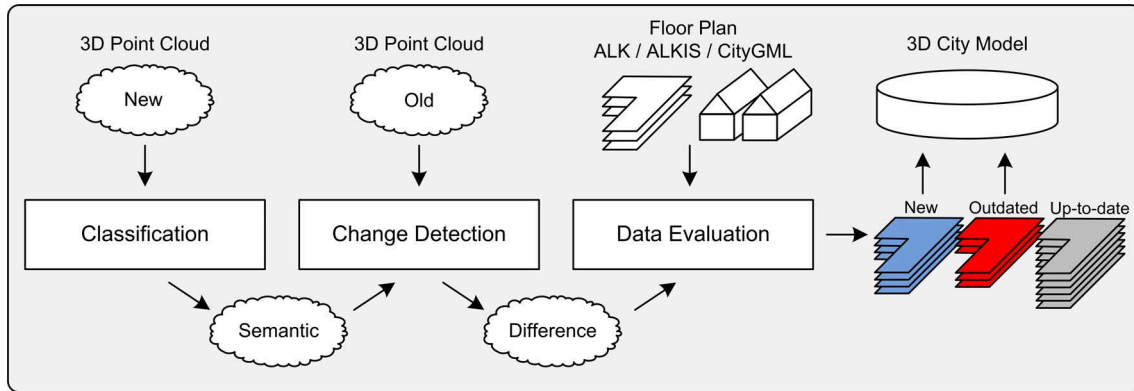 3D Point Cloud
New
3D Point Cloud
Old
Floor Plan
ALK / ALKIS / CityGML
3D City Model
Classification
Change Detection
Data Evaluation
New
Outdated
Up-to-date
Semantic
Difference